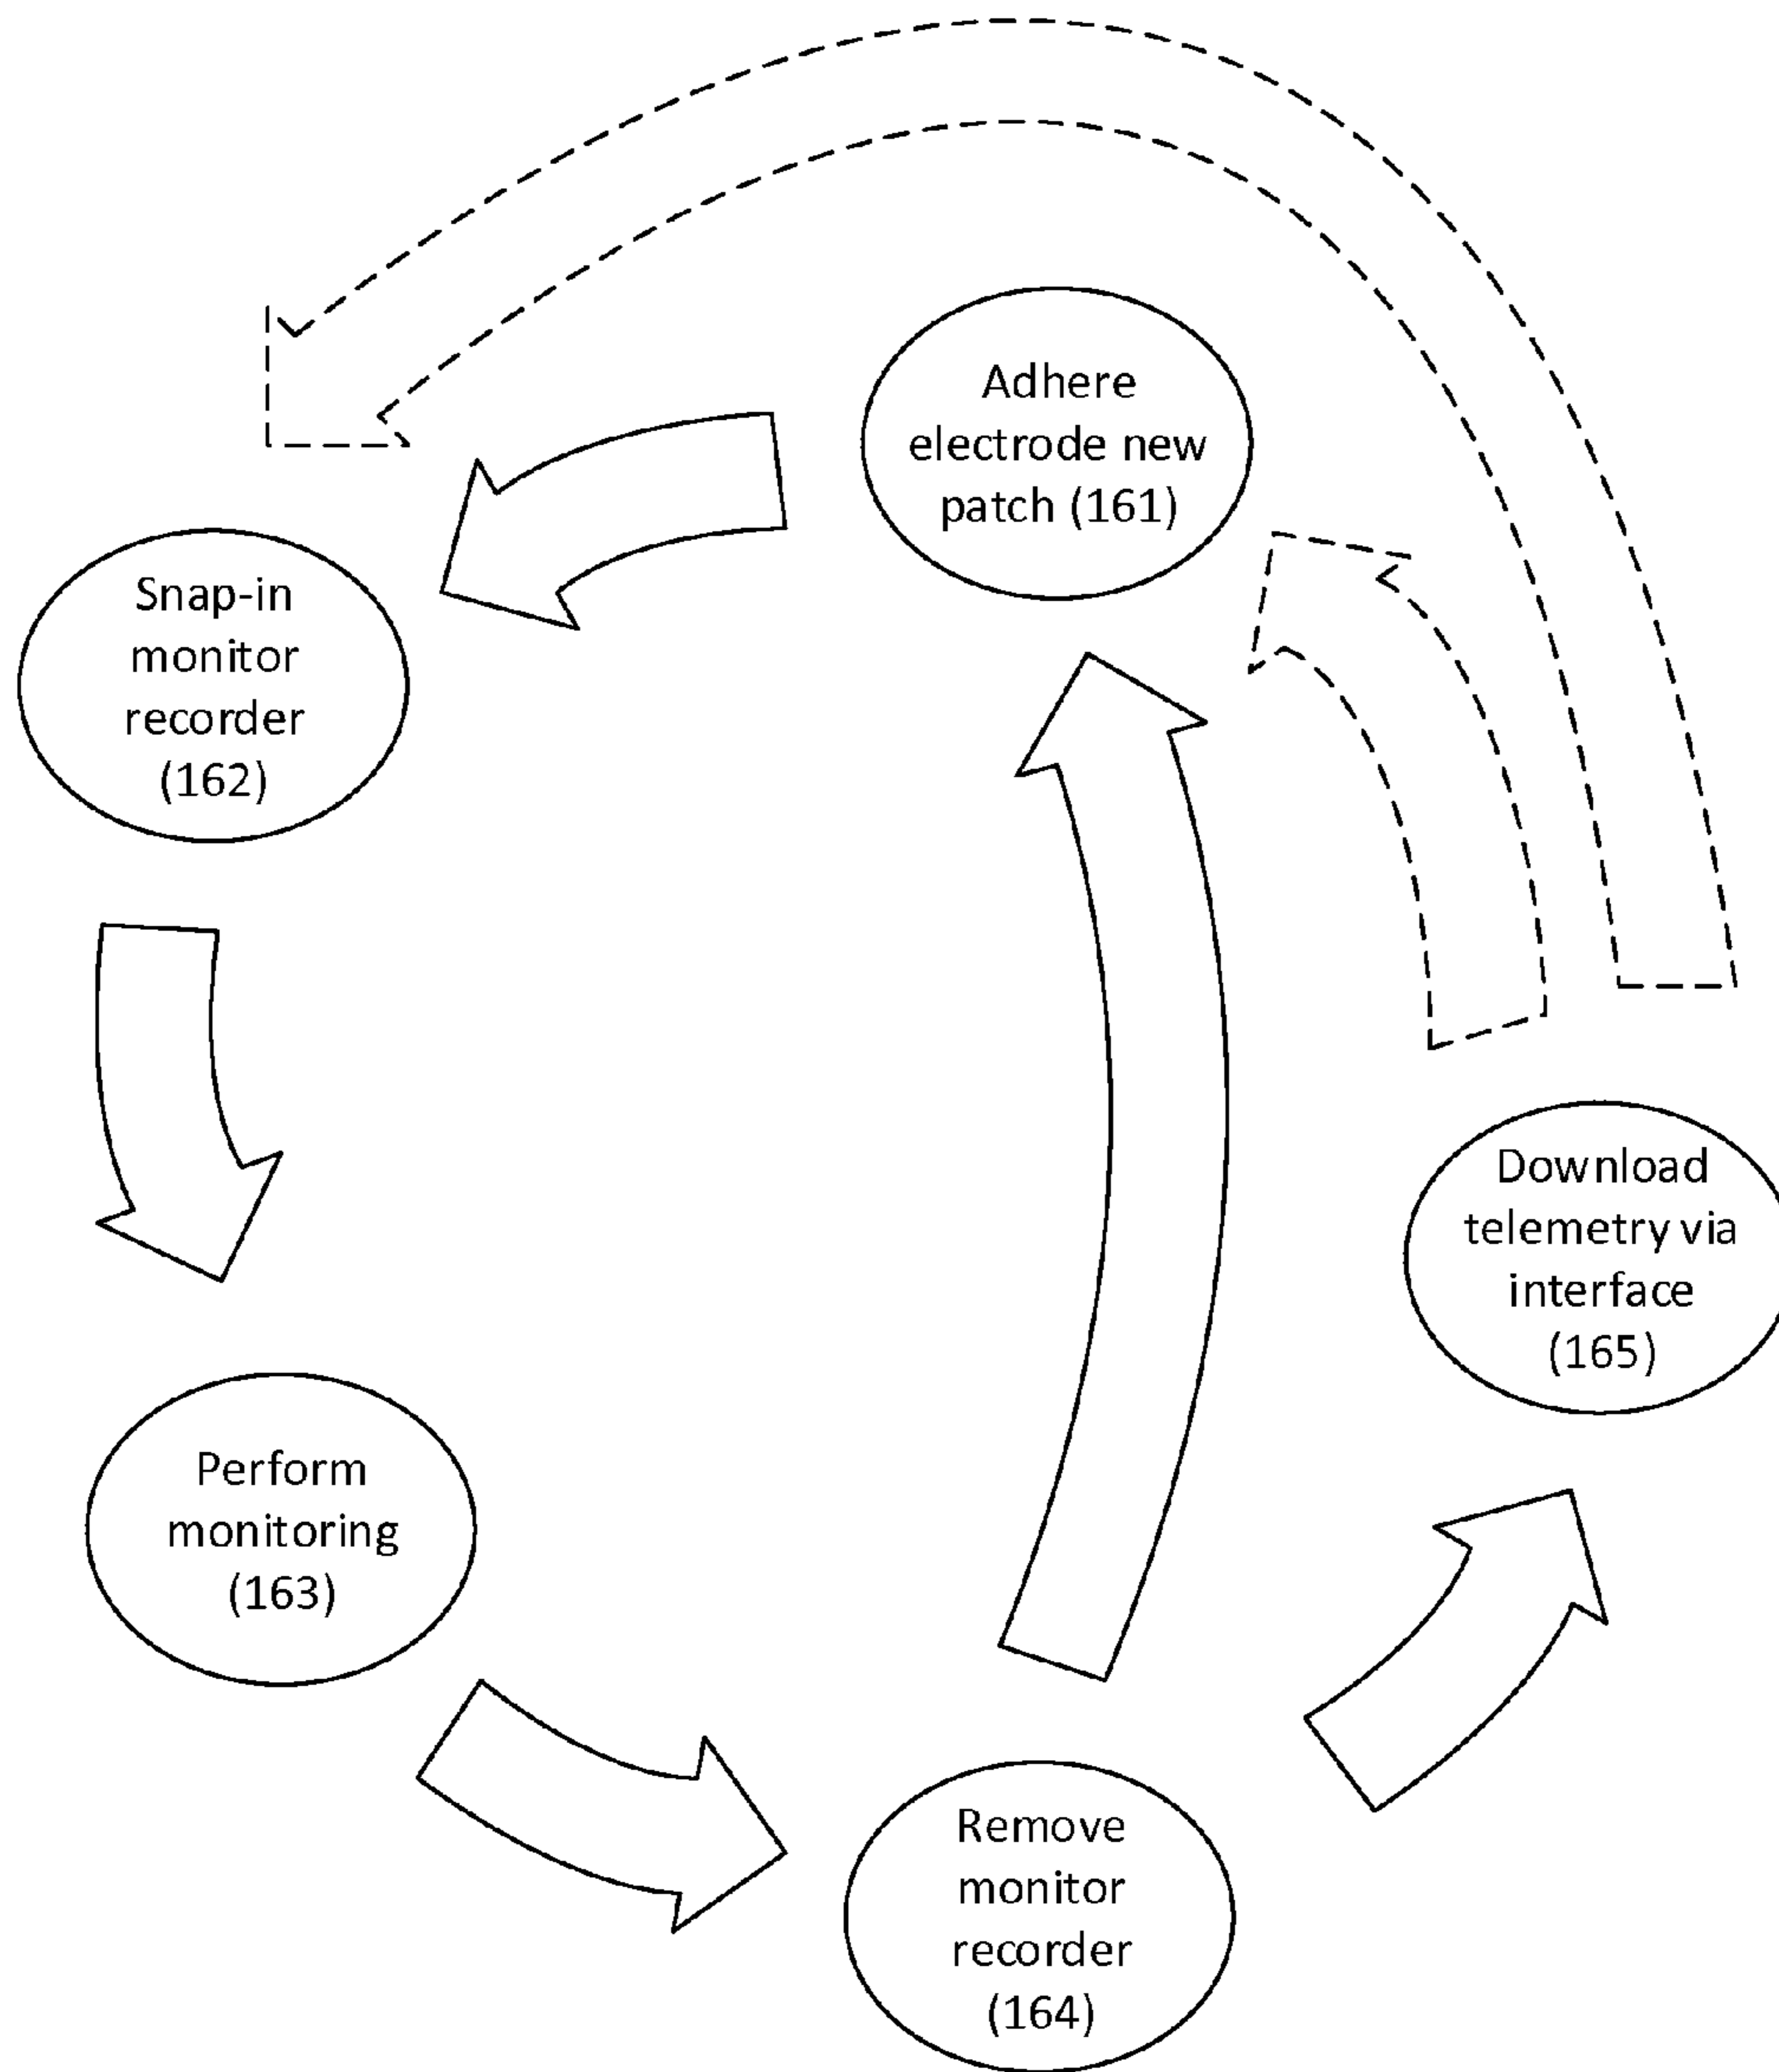 Adhere
electrode new
patch (161)
Snap-in
monitor
recorder
(162)
Download
telemetry via
interface
(165)
Perform
monitoring
(163)
Remove
monitor
recorder
(164)